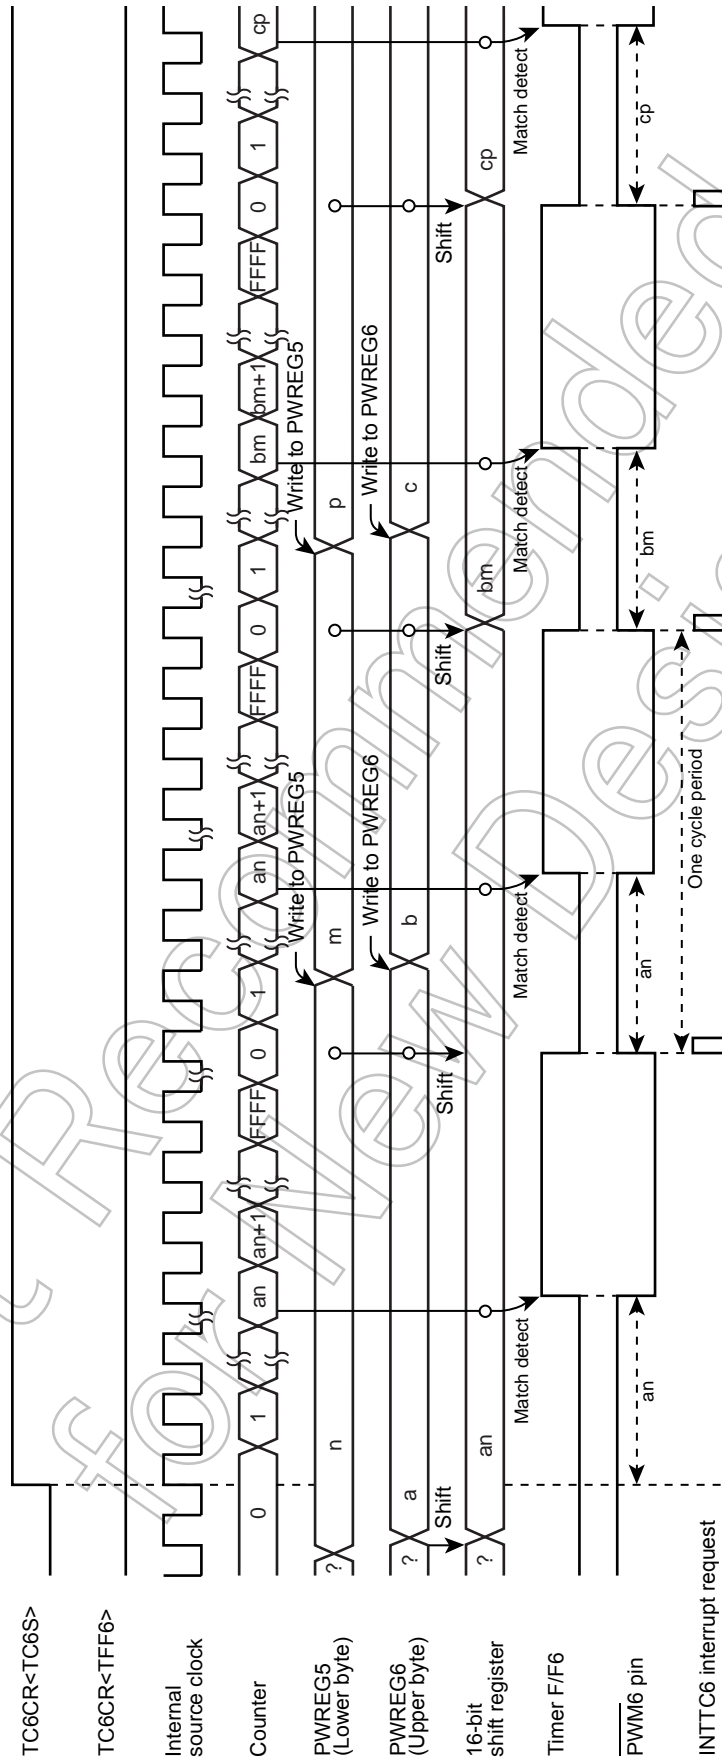 TC6CR<TC6S>
TC6CR<TFF6>
Internal
source clock
Counter 0 1 an an+1 FFFF 0 1 an an+1 FFFF 0 1 bm bm+1 FFFF 0 1 cp
Write to PWREG5 Write to PWREG5
PWREG5
(Lower byte) ? n m p
Write to PWREG6 Write to PWREG6
PWREG6
(Upper byte) ? a b c
Shift Shift Shift Shift
16-bit
shift register ? an bm cp
Match detect Match detect Match detect Match detect
Timer F/F6
PWM6 pin an an bm cp
One cycle period
INTTC6 interrupt request
t Recommended
for New Desi